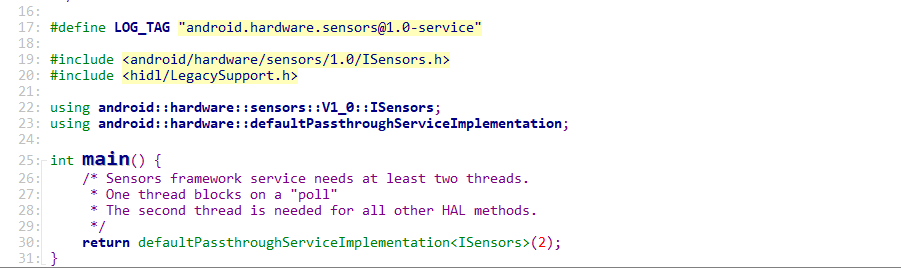 16:
17: #define LOG_TAG "android.hardware.sensors@1.0-service"
18:
19: #include <android/hardware/sensors/1.0/ISensors.h>
20: #include <hidl/LegacySupport.h>
21:
22: using android::hardware::sensors::V1_0::ISensors;
23: using android::hardware::defaultPassthroughServiceImplementation;
24:
25: int main() {
26:     /* Sensors framework service needs at least two threads.
27:      * One thread blocks on a "poll"
28:      * The second thread is needed for all other HAL methods.
29:      */
30:     return defaultPassthroughServiceImplementation<ISensors>(2);
31: }